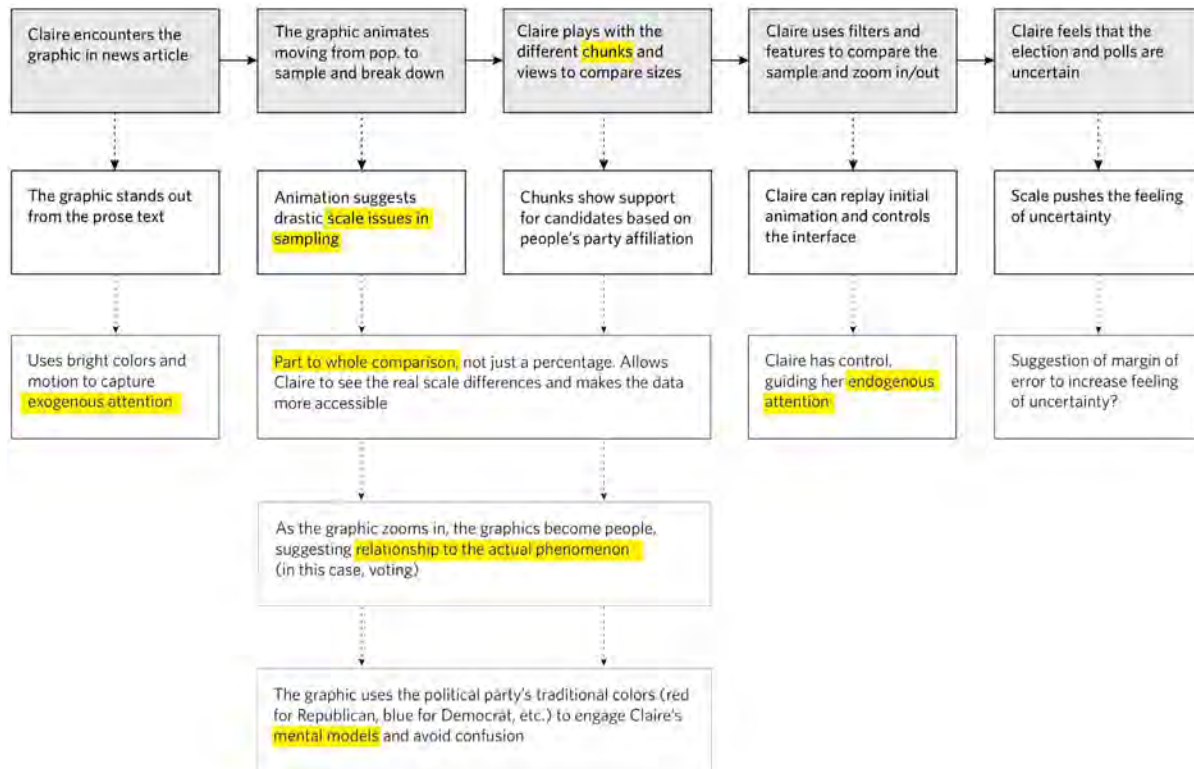 Claire encounters the
graphic in news article
The graphic animates
moving from pop. to
sample and break down
Claire plays with the
different chunks and
views to compare sizes
Claire uses filters and
features to compare the
sample and zoom in/out
Claire feels that the
election and polls are
uncertain
The graphic stands out
from the prose text
Animation suggests
drastic scale issues in
sampling
Chunks show support
for candidates based on
people's party affiliation
Claire can replay initial
animation and controls
the interface
Scale pushes the feeling
of uncertainty
Uses bright colors and
motion to capture
exogenous attention
Part to whole comparison, not just a percentage. Allows
Claire to see the real scale differences and makes the data
more accessible
Claire has control,
guiding her endogenous
attention
Suggestion of margin of
error to increase feeling
of uncertainty?
As the graphic zooms in, the graphics become people,
suggesting relationship to the actual phenomenon
(in this case, voting)
The graphic uses the political party's traditional colors (red
for Republican, blue for Democrat, etc.) to engage Claire's
mental models and avoid confusion